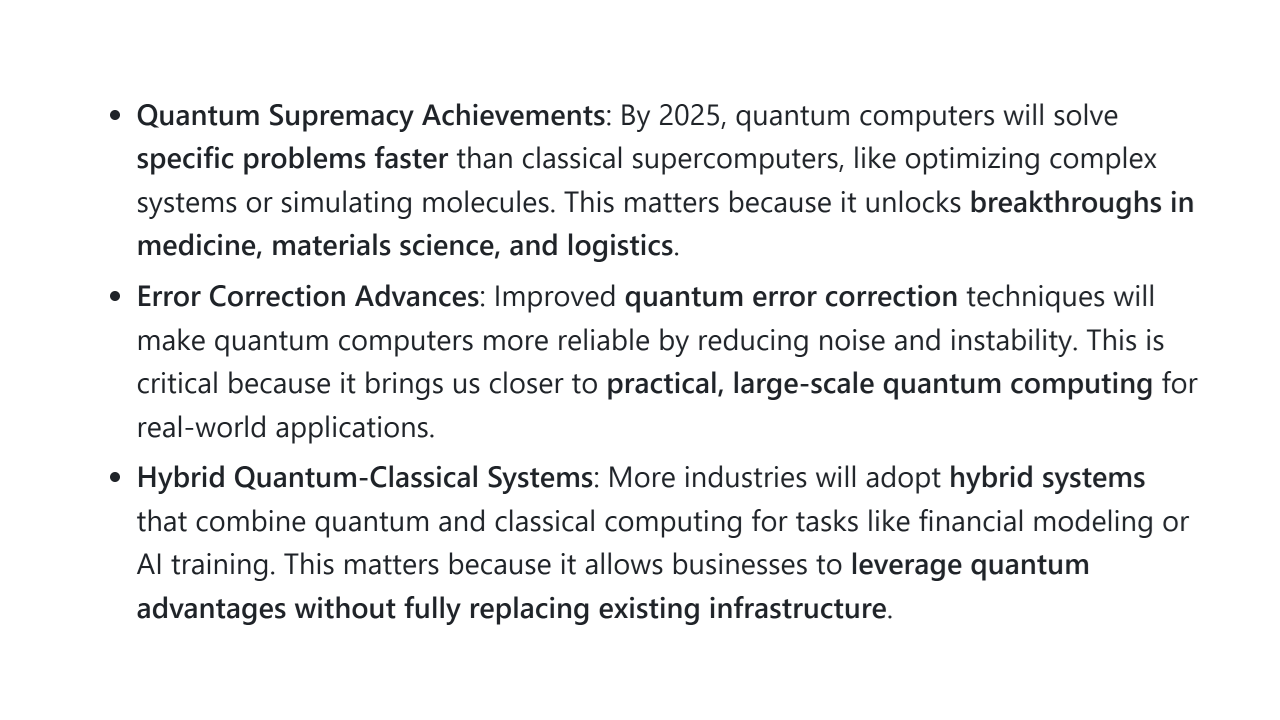 • Quantum Supremacy Achievements: By 2025, quantum computers will solve
specific problems faster than classical supercomputers, like optimizing complex
systems or simulating molecules. This matters because it unlocks breakthroughs in
medicine, materials science, and logistics.
• Error Correction Advances: Improved quantum error correction techniques will
make quantum computers more reliable by reducing noise and instability. This is
critical because it brings us closer to practical, large-scale quantum computing for
real-world applications.
• Hybrid Quantum-Classical Systems: More industries will adopt hybrid systems
that combine quantum and classical computing for tasks like financial modeling or
AI training. This matters because it allows businesses to leverage quantum
advantages without fully replacing existing infrastructure.